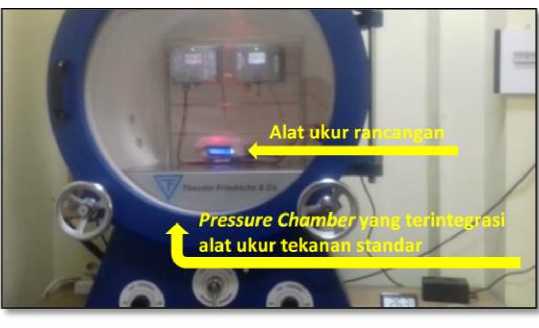 Alat ukur rancangan
Theodor Friedrichs & Co.
Pressure Chamber yang terintegrasi
alat ukur tekanan standar